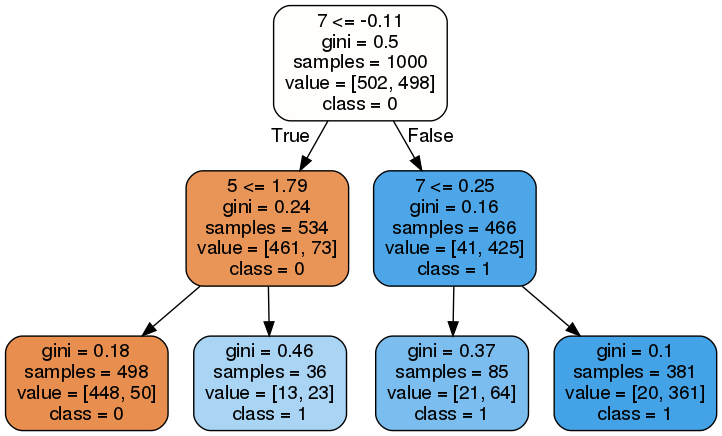 7 <= -0.11
gini = 0.5
samples = 1000
value = [502, 498]
class = 0
True
False
5 <= 1.79
gini = 0.24
samples = 534
value = [461, 73]
class = 0
7 <= 0.25
gini = 0.16
samples = 466
value = [41, 425]
class = 1
gini = 0.18
samples = 498
value = [448, 50]
class = 0
gini = 0.46
samples = 36
value = [13, 23]
class = 1
gini = 0.37
samples = 85
value = [21, 64]
class = 1
gini = 0.1
samples = 381
value = [20, 361]
class = 1